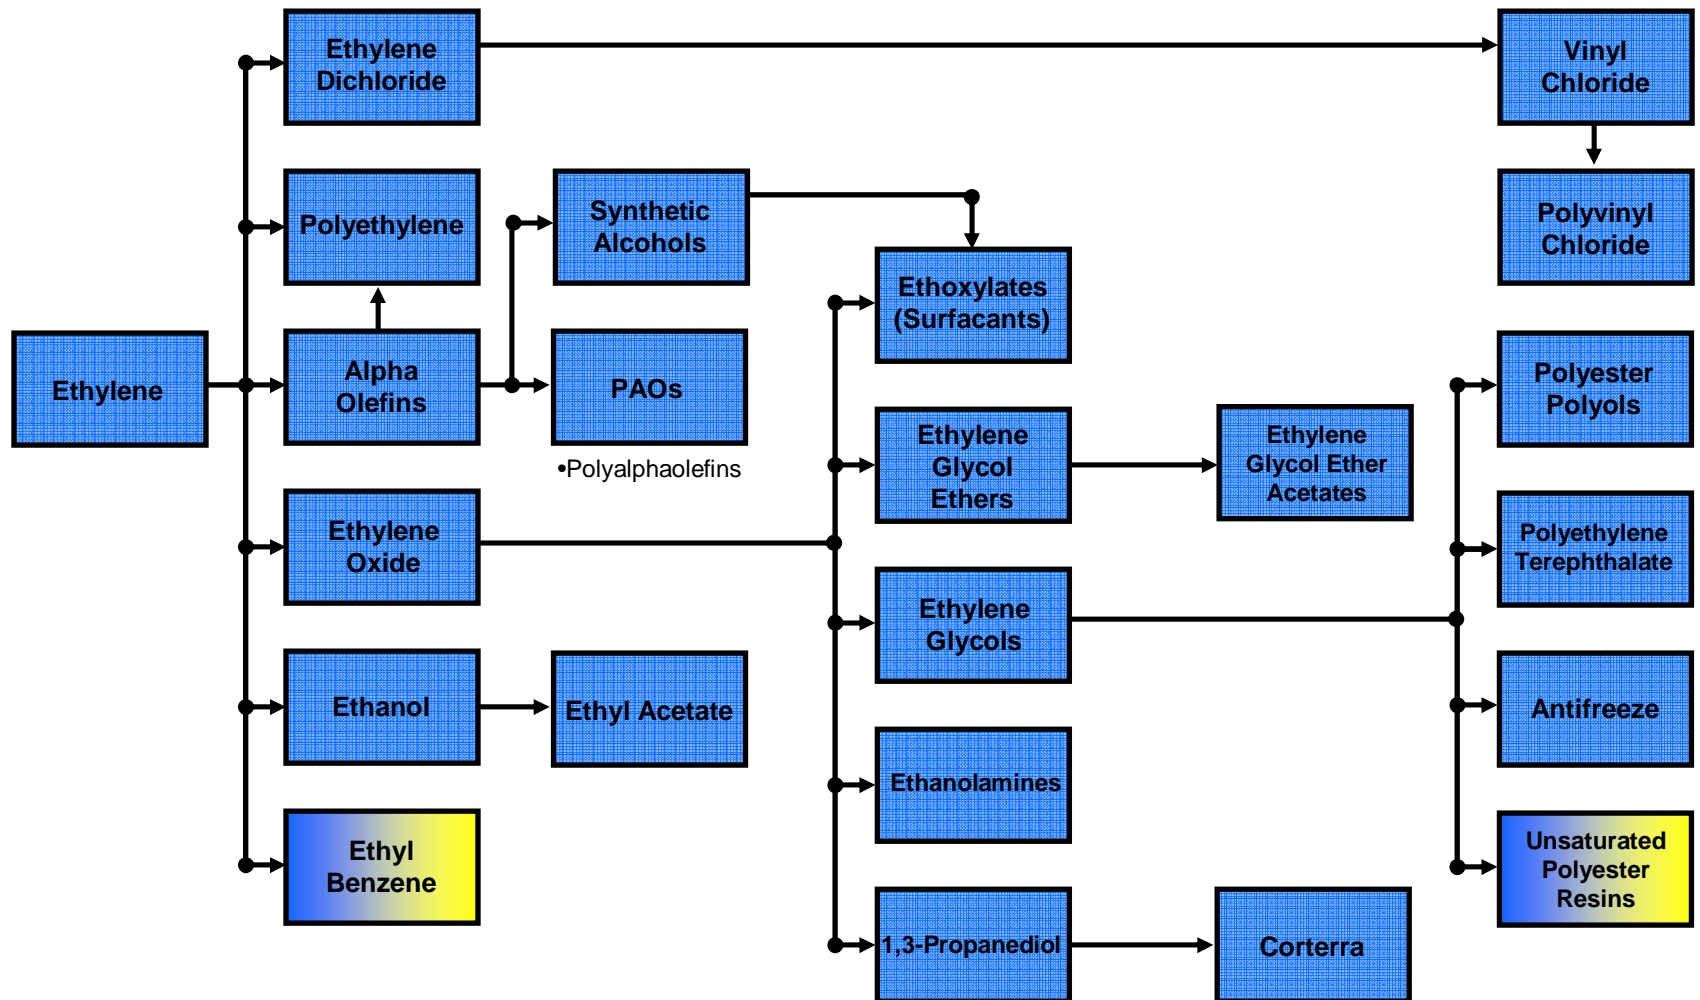 Ethylene
Dichloride
Vinyl
Chloride
Polyethylene
Synthetic
Alcohols
Polyvinyl
Chloride
Ethoxylates
(Surfacants)
Ethylene
Alpha
Olefins
PAOs
•Polyalphaolefins
Polyester
Polyols
Ethylene
Glycol
Ethers
Ethylene
Glycol Ether
Acetates
Ethylene
Oxide
Polyethylene
Terephthalate
Ethylene
Glycols
Ethanol
Ethyl Acetate
Antifreeze
Ethanolamines
Ethyl
Benzene
Unsaturated
Polyester
Resins
1,3-Propanediol
Corterra